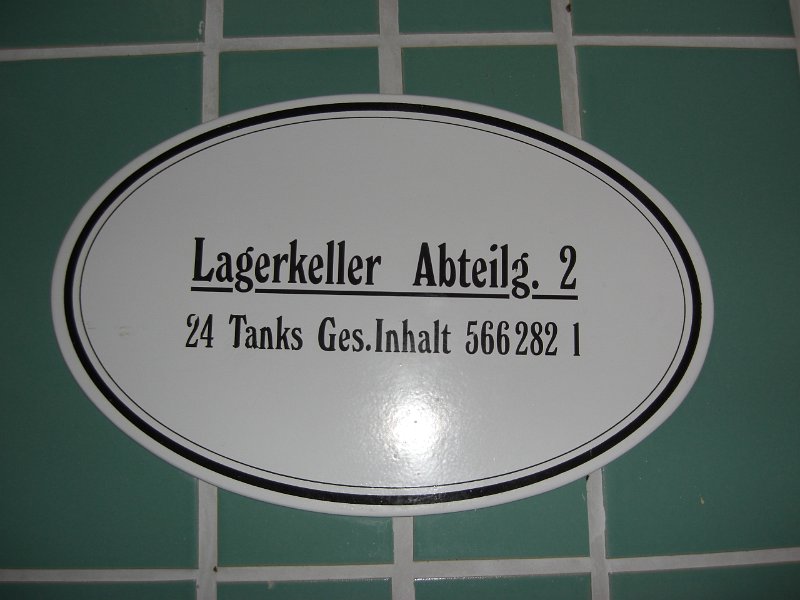 Lagerkeller Abteilg. 2
24 Tanks Ges.Inhalt 566282 l